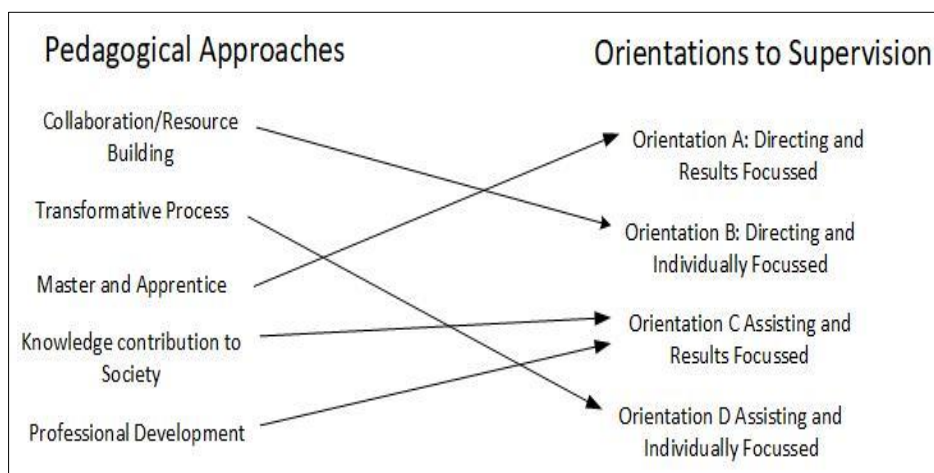 Pedagogical Approaches
Collaboration/Resource
Building
Transformative Process
Master and Apprentice
Knowledge contribution to
Society
Professional Development
Orientations to Supervision
Orientation A: Directing and
Results Focussed
Orientation B: Directing and
Individually Focussed
Orientation C Assisting and
Results Focussed
Orientation D Assisting and
Individually Focussed